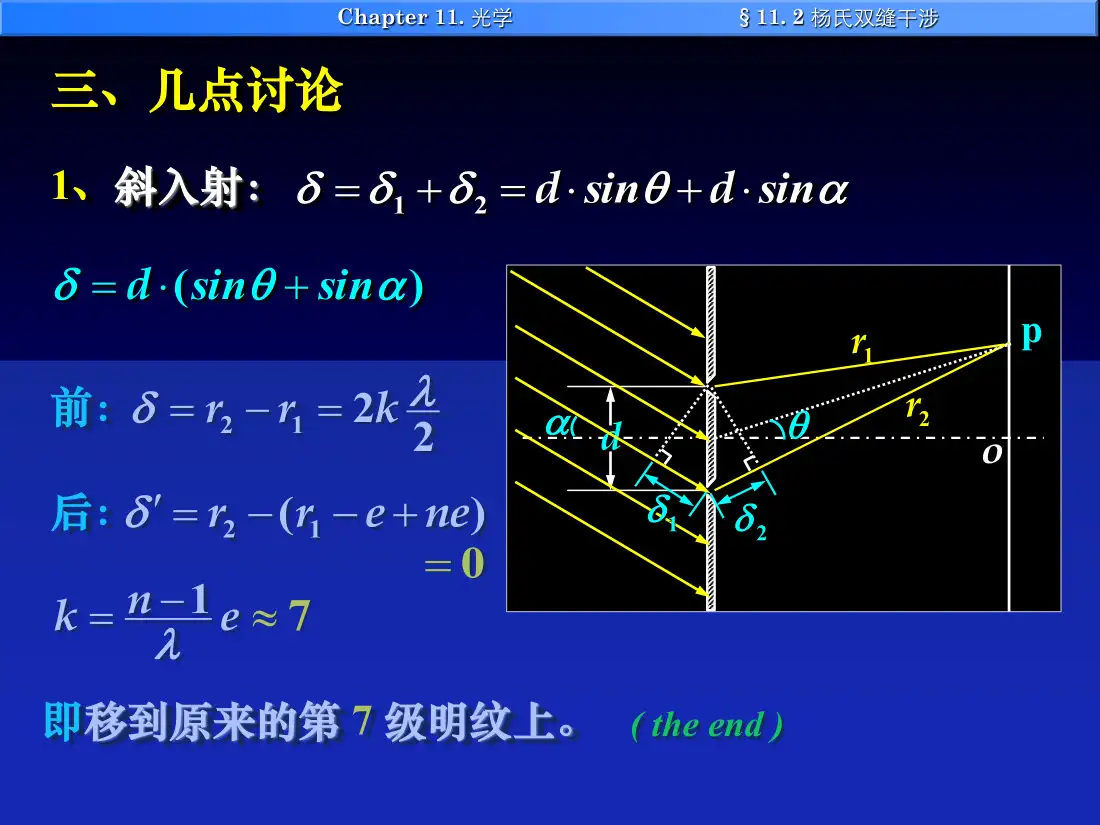 Chapter 11. 光学 §11. 2 杨氏双缝干涉
三、几点讨论
1、斜入射： δ = δ₁ + δ₂ = d · sinθ + d · sinα
δ = d · (sinθ + sinα)
前：δ = r₂ − r₁ = 2k λ/2
后：δ′ = r₂ − (r₁ − e + ne)
= 0
k = (n − 1)/λ e ≈ 7
即移到原来的第 7 级明纹上。 ( the end )
p
r₁
r₂
α
d
θ
o
δ₁
δ₂